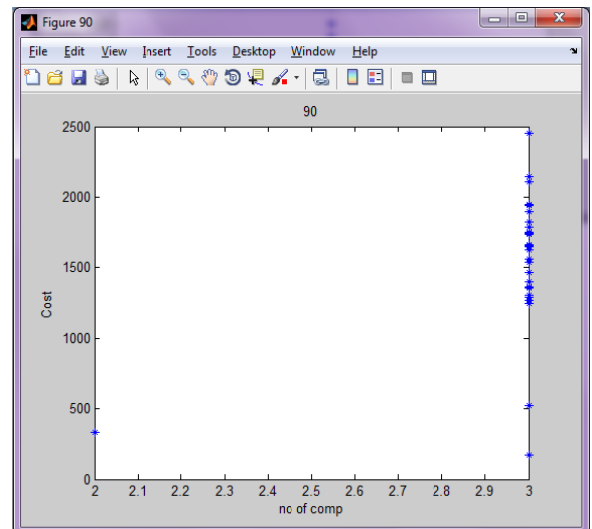 Figure 90
File Edit View Insert Tools Desktop Window Help
90
2500
2000
1500
1000
500
0
Cost
2 2.1 2.2 2.3 2.4 2.5 2.6 2.7 2.8 2.9 3
no of comp